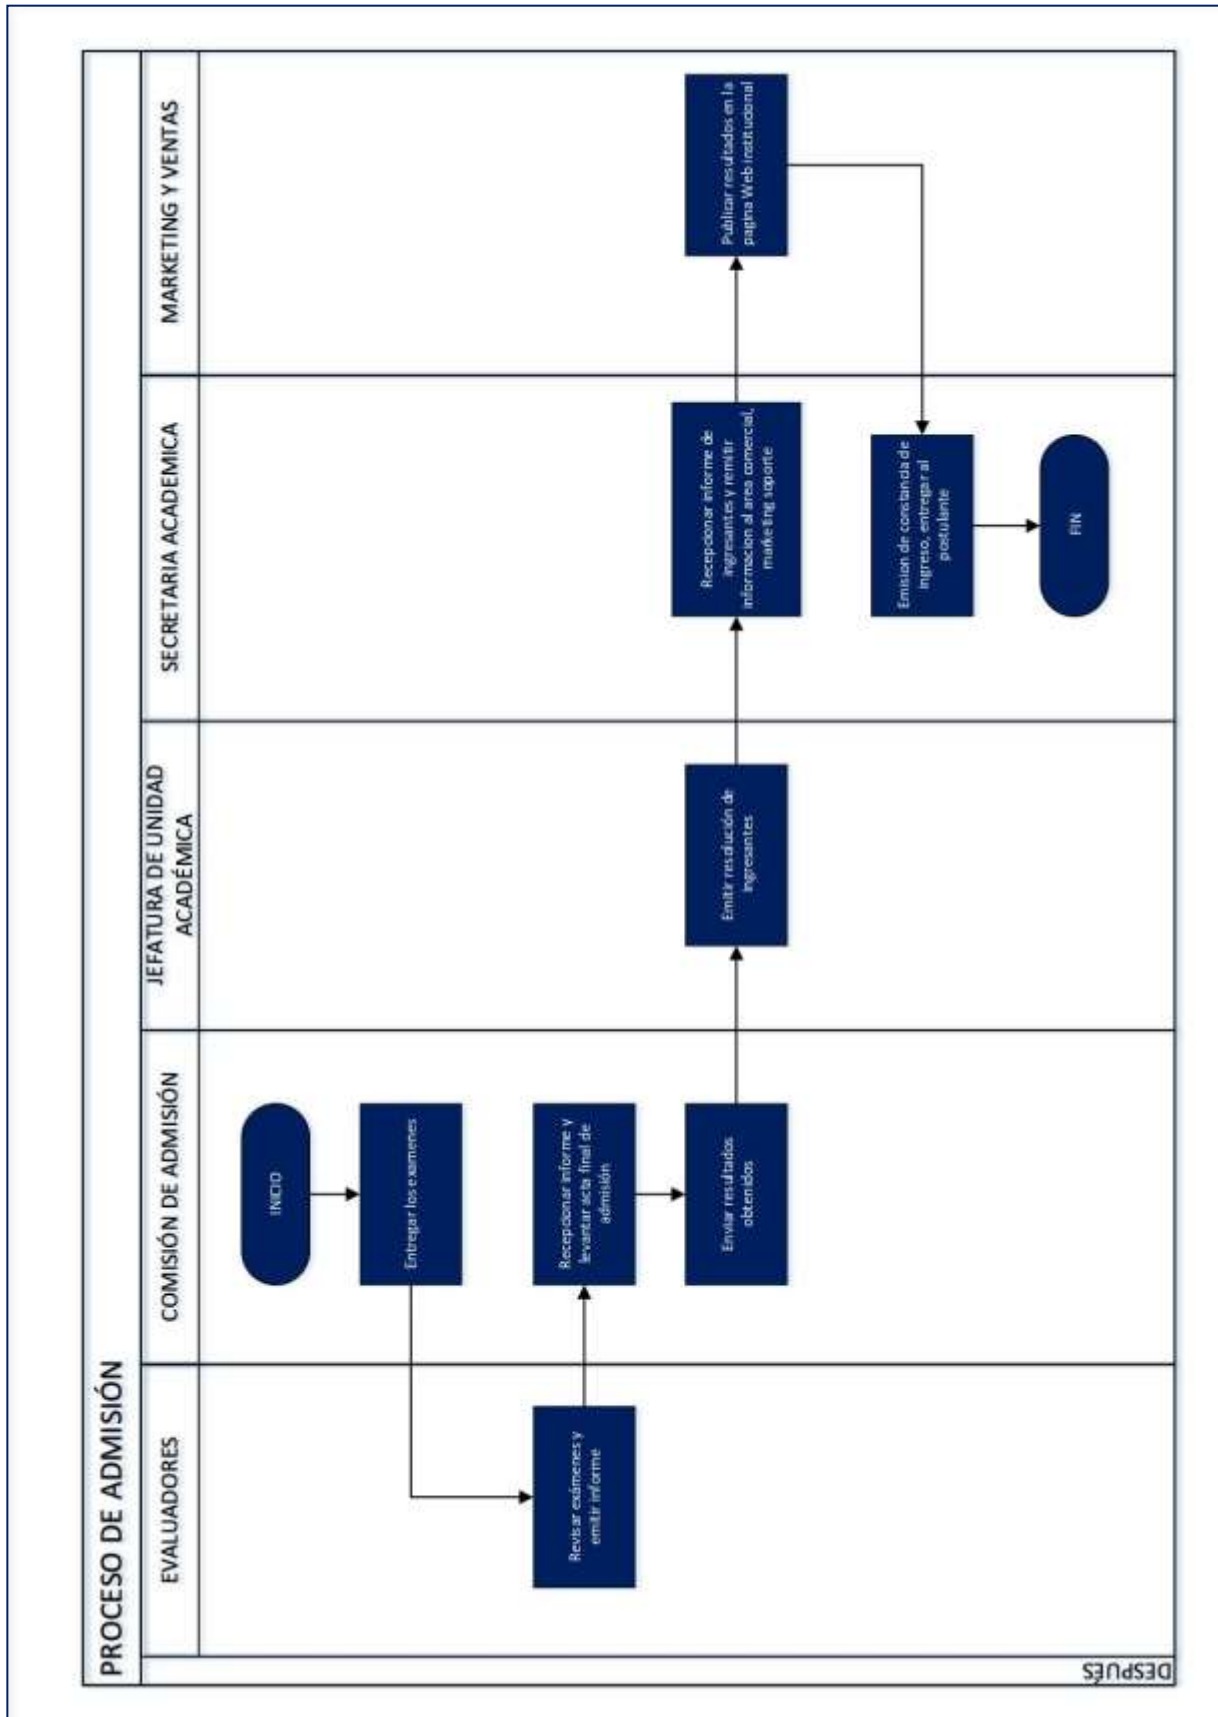 PROCESO DE ADMISIÓN
EVALUADORES
COMISIÓN DE ADMISIÓN
JEFATURA DE UNIDAD
ACADÉMICA
SECRETARIA ACADEMICA
MARKETING Y VENTAS
DESPUÉS
INICIO
Entregar los examenes
Revisar exámenes y
emitir informe
Recepcionar informe y
levantar acta final de
admisión
Enviar resultados
obtenidos
Emitir resolución de
ingresantes
Recepcionar informe de
ingresantes y remitir
informacion al area comercial,
marketing soporte
Publicar resultados en la
pagina Web institucional
Emision de constancia de
ingreso, entregar al
postulante
FIN